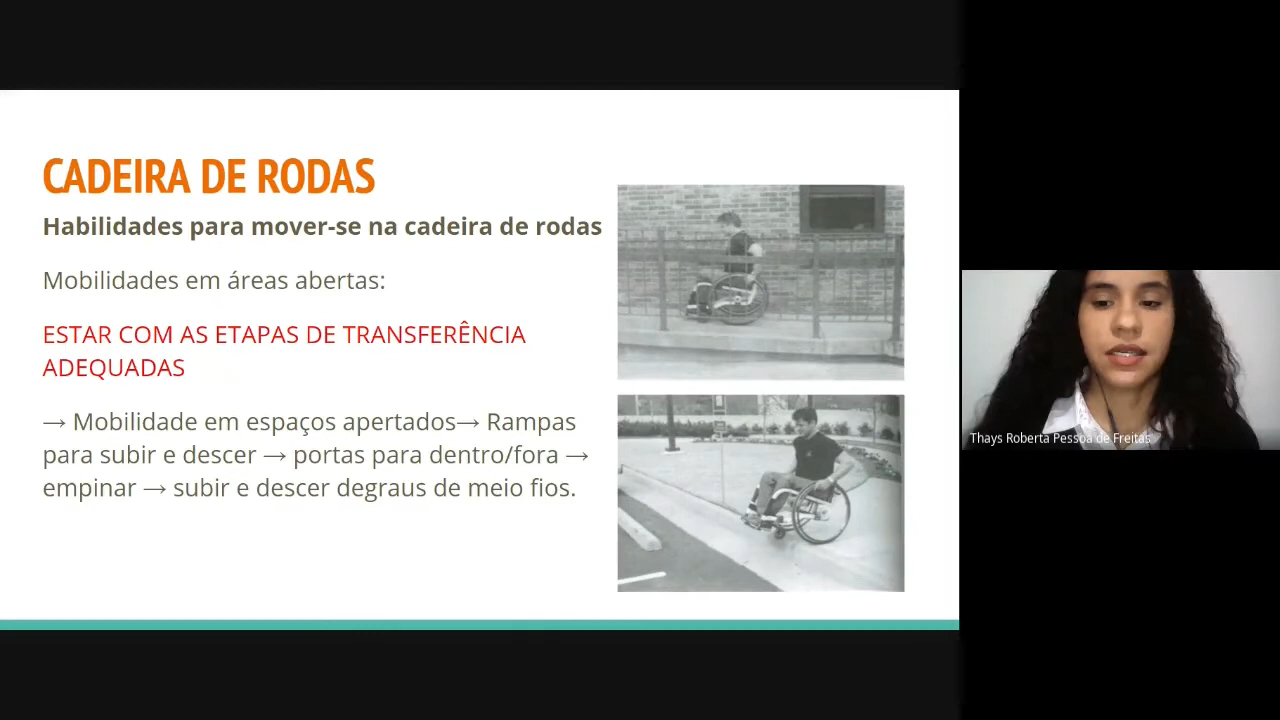 CADEIRA DE RODAS
Habilidades para mover-se na cadeira de rodas
Mobilidades em áreas abertas:
ESTAR COM AS ETAPAS DE TRANSFERÊNCIA
ADEQUADAS
→ Mobilidade em espaços apertados→ Rampas
para subir e descer → portas para dentro/fora →
empinar → subir e descer degraus de meio fios.
Thays Roberta Pessoa de Freitas